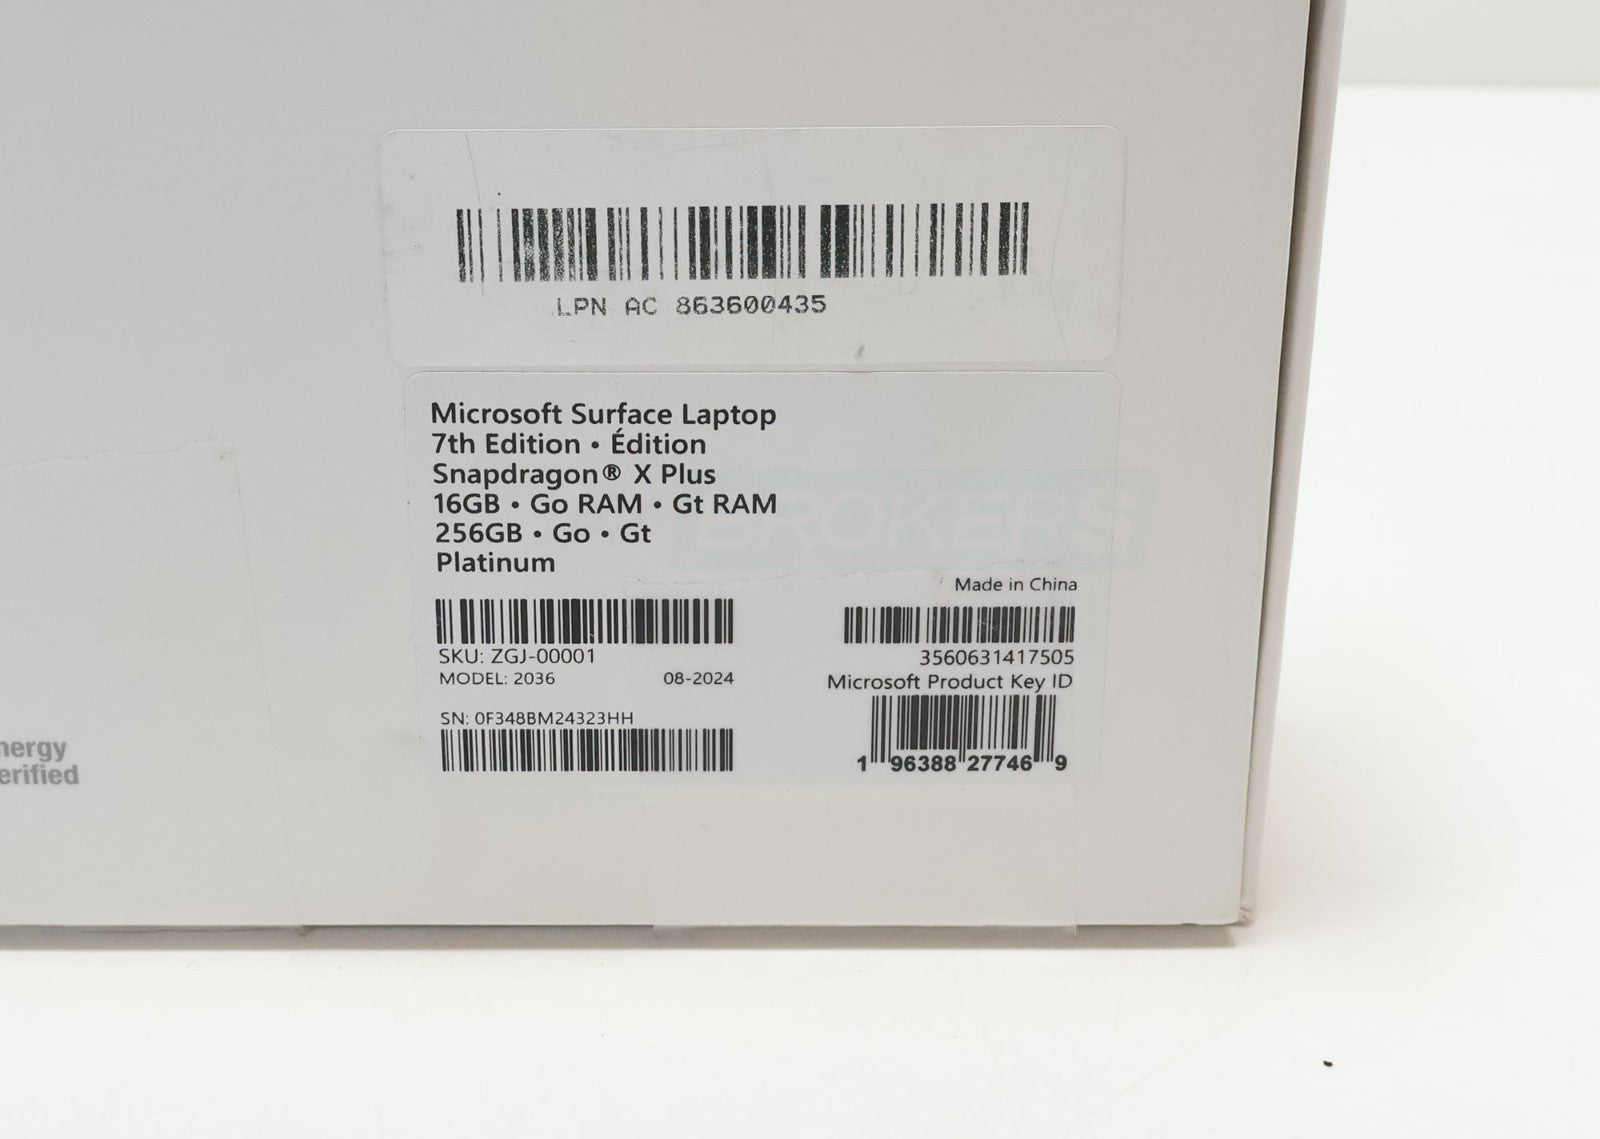 LPN AC 863600435
Microsoft Surface Laptop
7th Edition • Édition
Snapdragon® X Plus
16GB • Go RAM • Gt RAM
256GB • Go • Gt
Platinum
BROKERS
Made in China
SKU: ZGJ-00001
MODEL: 2036 08-2024
3560631417505
Microsoft Product Key ID
SN: 0F348BM24323HH
1 96388 27746 9
nergy
erified